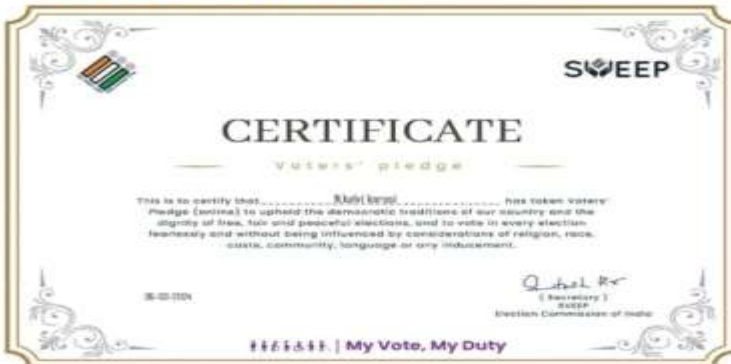 SWEEP
CERTIFICATE
Voters' pledge
This is to certify that has taken Voters'
Pledge (online) to uphold the democratic traditions of our country and the
dignity of free, fair and peaceful elections, and to vote in every election
fearlessly and without being influenced by considerations of religion, race,
caste, community, language or any inducement.
( Secretary )
SVEEP
Election Commission of India
| My Vote, My Duty